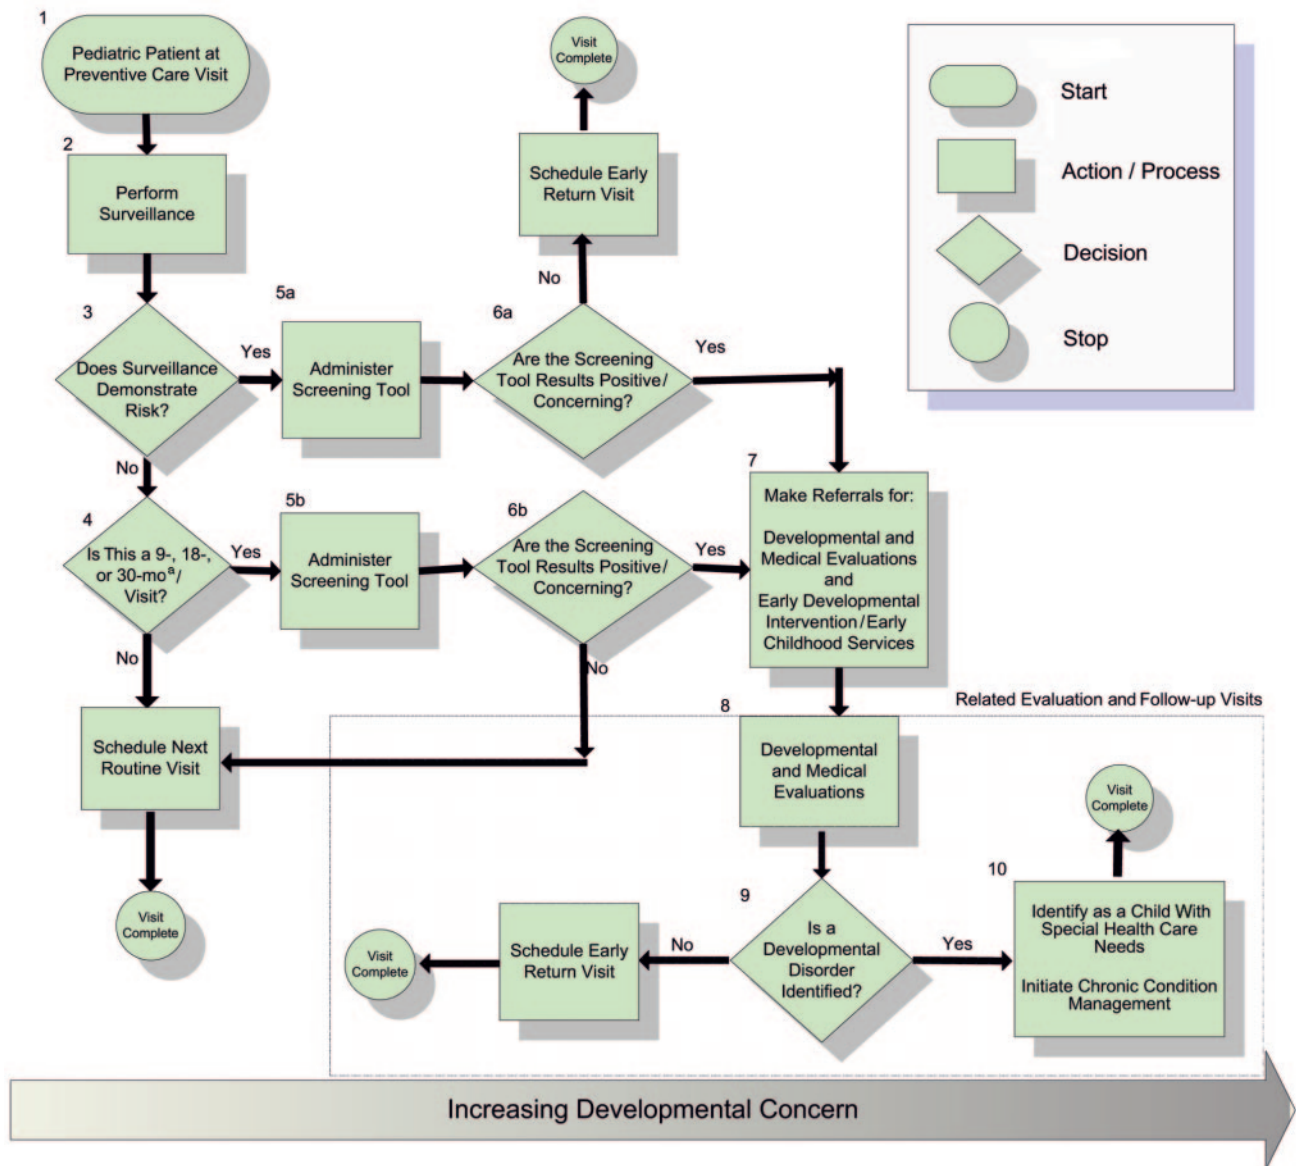 1
Pediatric Patient at
Preventive Care Visit
2
Perform
Surveillance
3
Does Surveillance
Demonstrate
Risk?
Yes
No
5a
Administer
Screening Tool
6a
Are the Screening
Tool Results Positive/
Concerning?
Yes
No
Schedule Early
Return Visit
Visit
Complete
Start
Action / Process
Decision
Stop
4
Is This a 9-, 18-,
or 30-moª/
Visit?
Yes
No
5b
Administer
Screening Tool
6b
Are the Screening
Tool Results Positive/
Concerning?
Yes
No
7
Make Referrals for:
Developmental and
Medical Evaluations
and
Early Developmental
Intervention/Early
Childhood Services
Schedule Next
Routine Visit
Visit
Complete
Related Evaluation and Follow-up Visits
8
Developmental
and Medical
Evaluations
9
Is a
Developmental
Disorder
Identified?
No
Schedule Early
Return Visit
Visit
Complete
Yes
10
Identify as a Child With
Special Health Care
Needs
Initiate Chronic Condition
Management
Visit
Complete
Increasing Developmental Concern